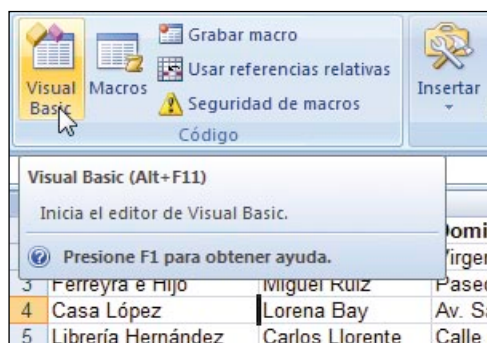 Visual Basic
Macros
Grabar macro
Usar referencias relativas
Seguridad de macros
Insertar
Código
Visual Basic (Alt+F11)
Inicia el editor de Visual Basic.
Presione F1 para obtener ayuda.
3 Ferreyra e Hijo Miguel Ruiz
4 Casa López Lorena Bay Av.
5 Librería Hernández Carlos Llorente Calle